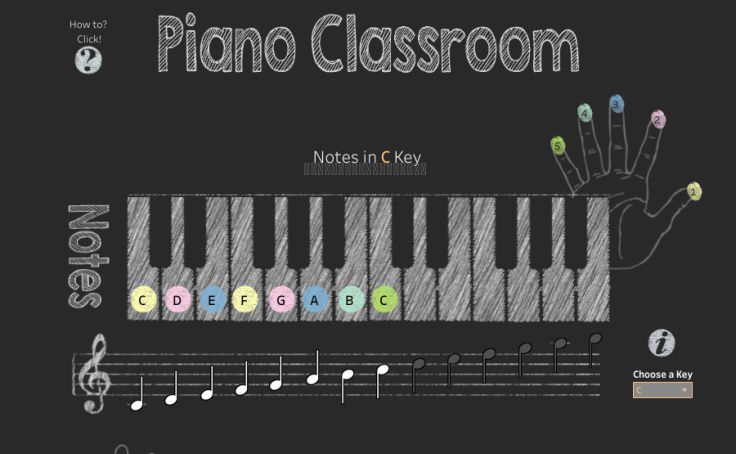 How to?
Click!
?
Piano Classroom
5
4
3
2
1
Notes in C Key
Notes
C D E F G A B C
i
Choose a Key
C